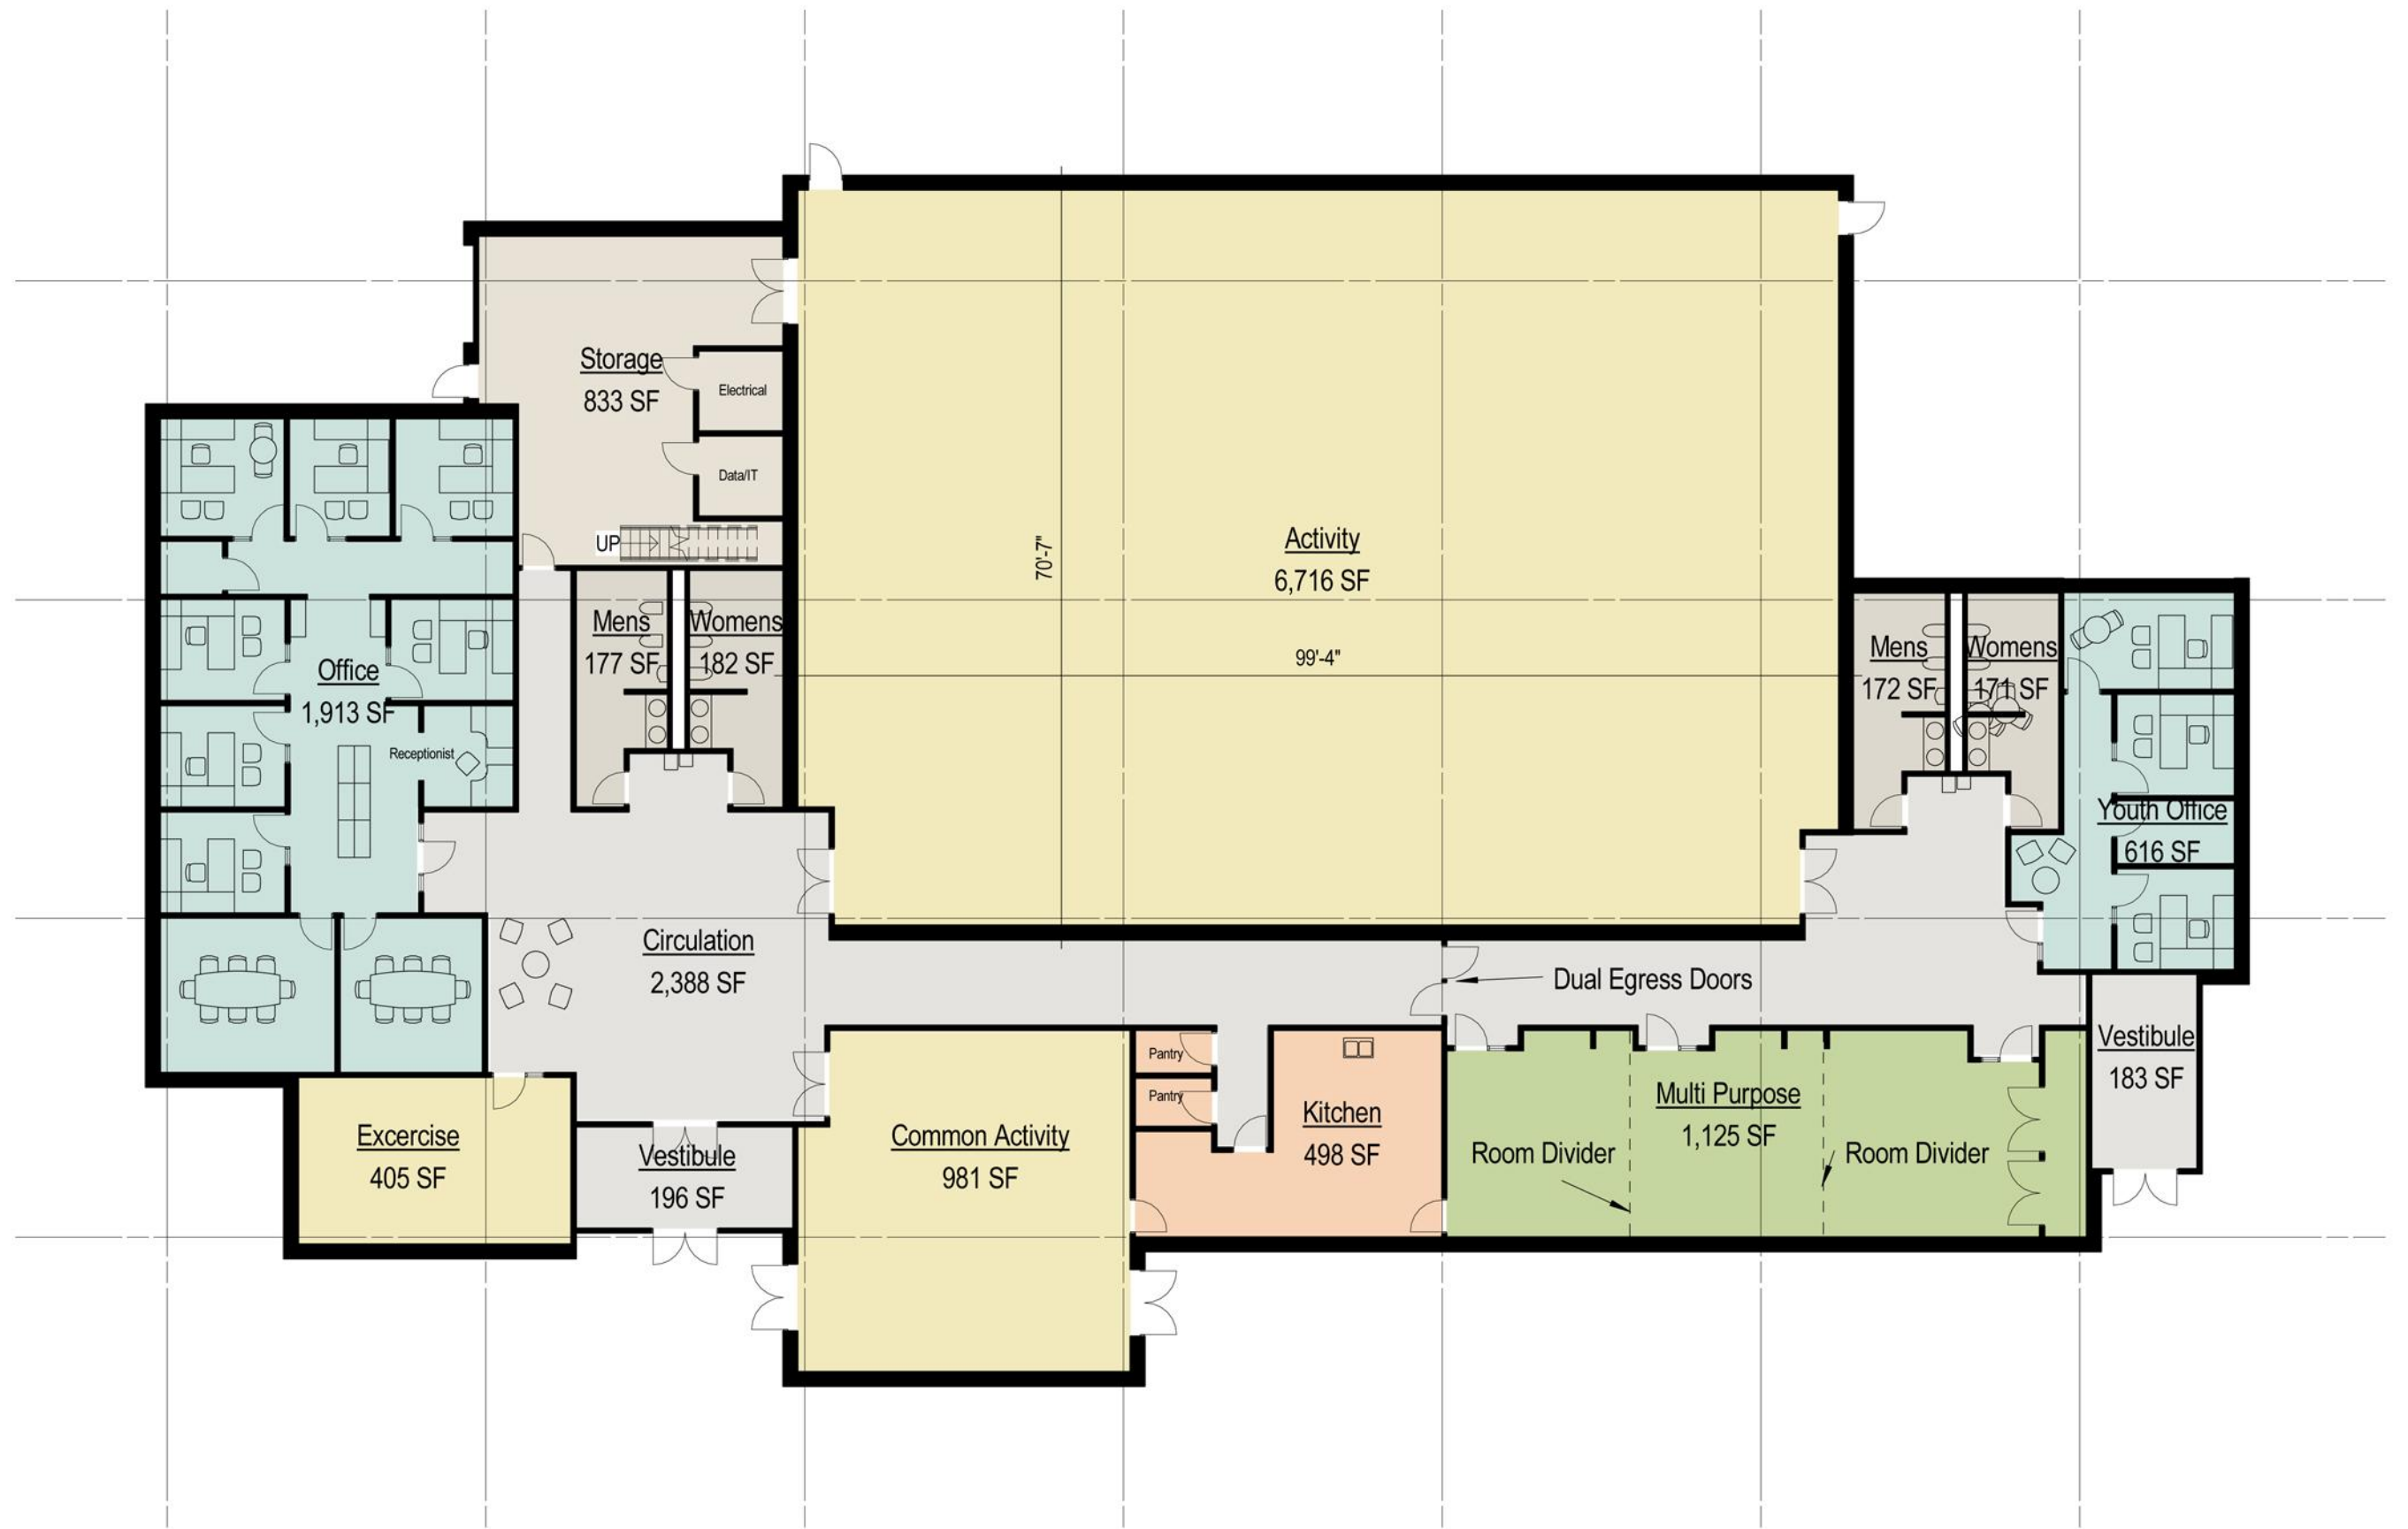 Storage
833 SF
Electrical
Data/IT
UP
Activity
6,716 SF
70'-7"
99'-4"
Mens
177 SF
Womens
182 SF
Office
1,913 SF
Receptionist
Mens
172 SF
Womens
171 SF
Youth Office
616 SF
Circulation
2,388 SF
Dual Egress Doors
Vestibule
183 SF
Pantry
Pantry
Kitchen
498 SF
Multi Purpose
1,125 SF
Room Divider
Room Divider
Excercise
405 SF
Vestibule
196 SF
Common Activity
981 SF